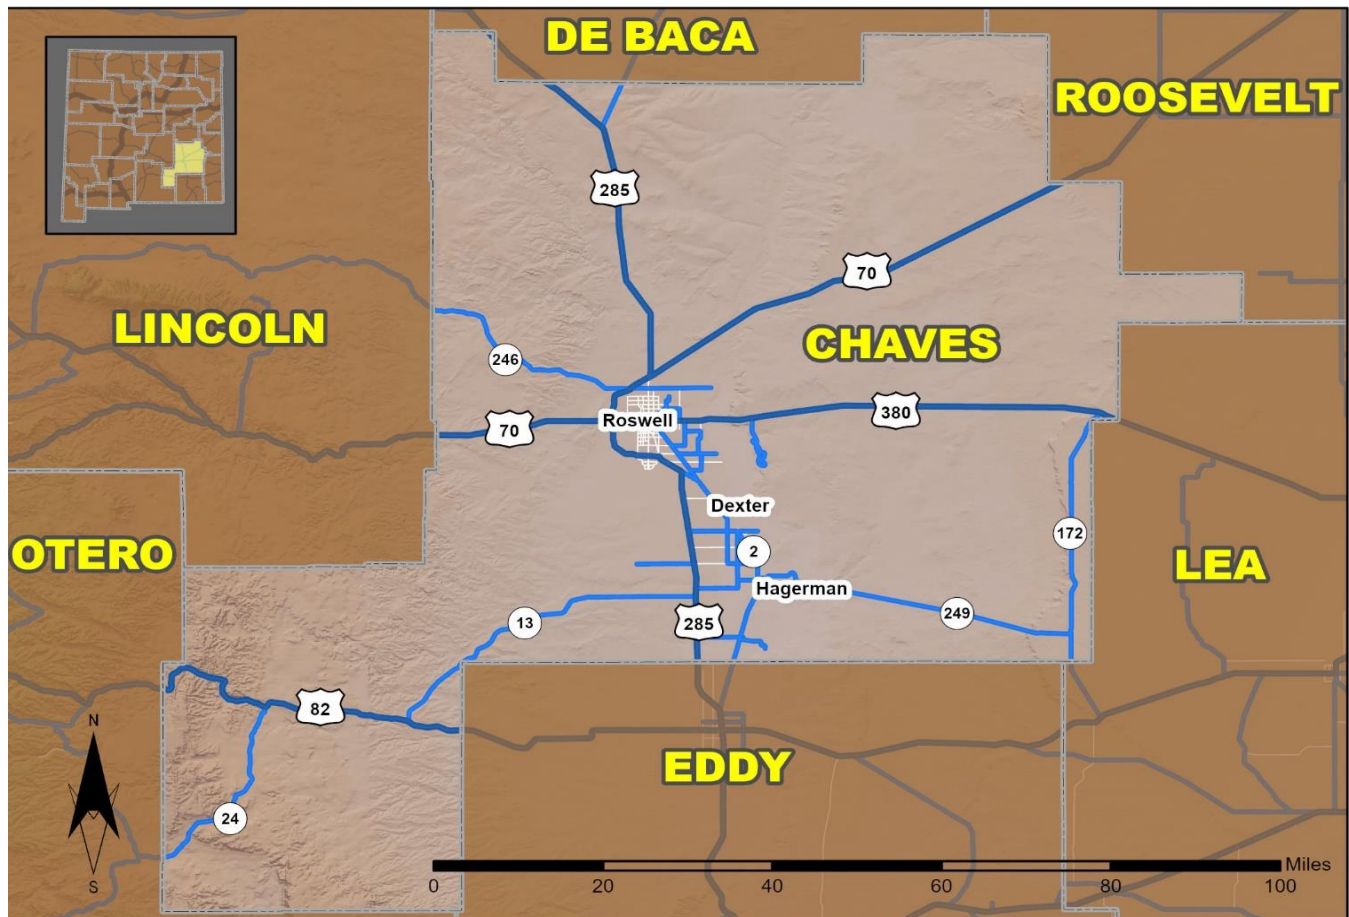 DE BACA
ROOSEVELT
285
70
LINCOLN
CHAVES
246
70
Roswell
380
Dexter
172
OTERO
2
LEA
Hagerman
13
285
249
82
N
EDDY
24
S
Miles
0 20 40 60 80 100